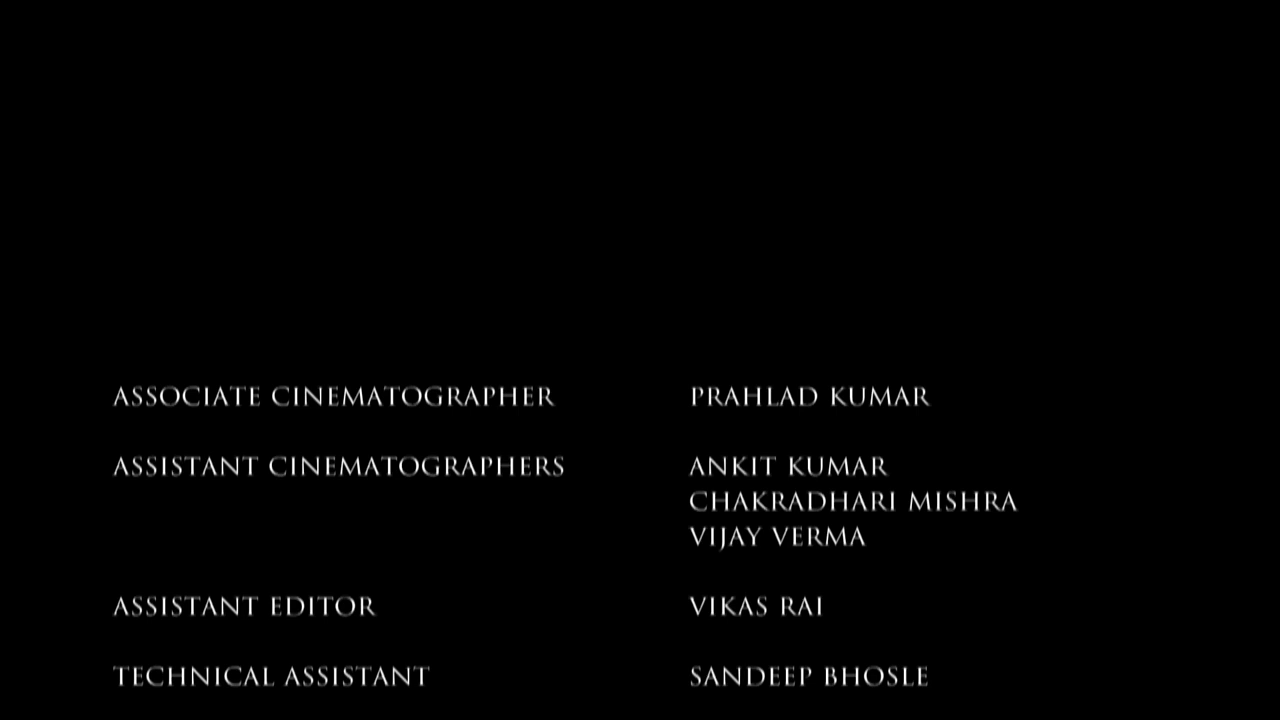 ASSOCIATE CINEMATOGRAPHER PRAHLAD KUMAR
ASSISTANT CINEMATOGRAPHERS ANKIT KUMAR
CHAKRADHARI MISHRA
VIJAY VERMA
ASSISTANT EDITOR VIKAS RAI
TECHNICAL ASSISTANT SANDEEP BHOSLE